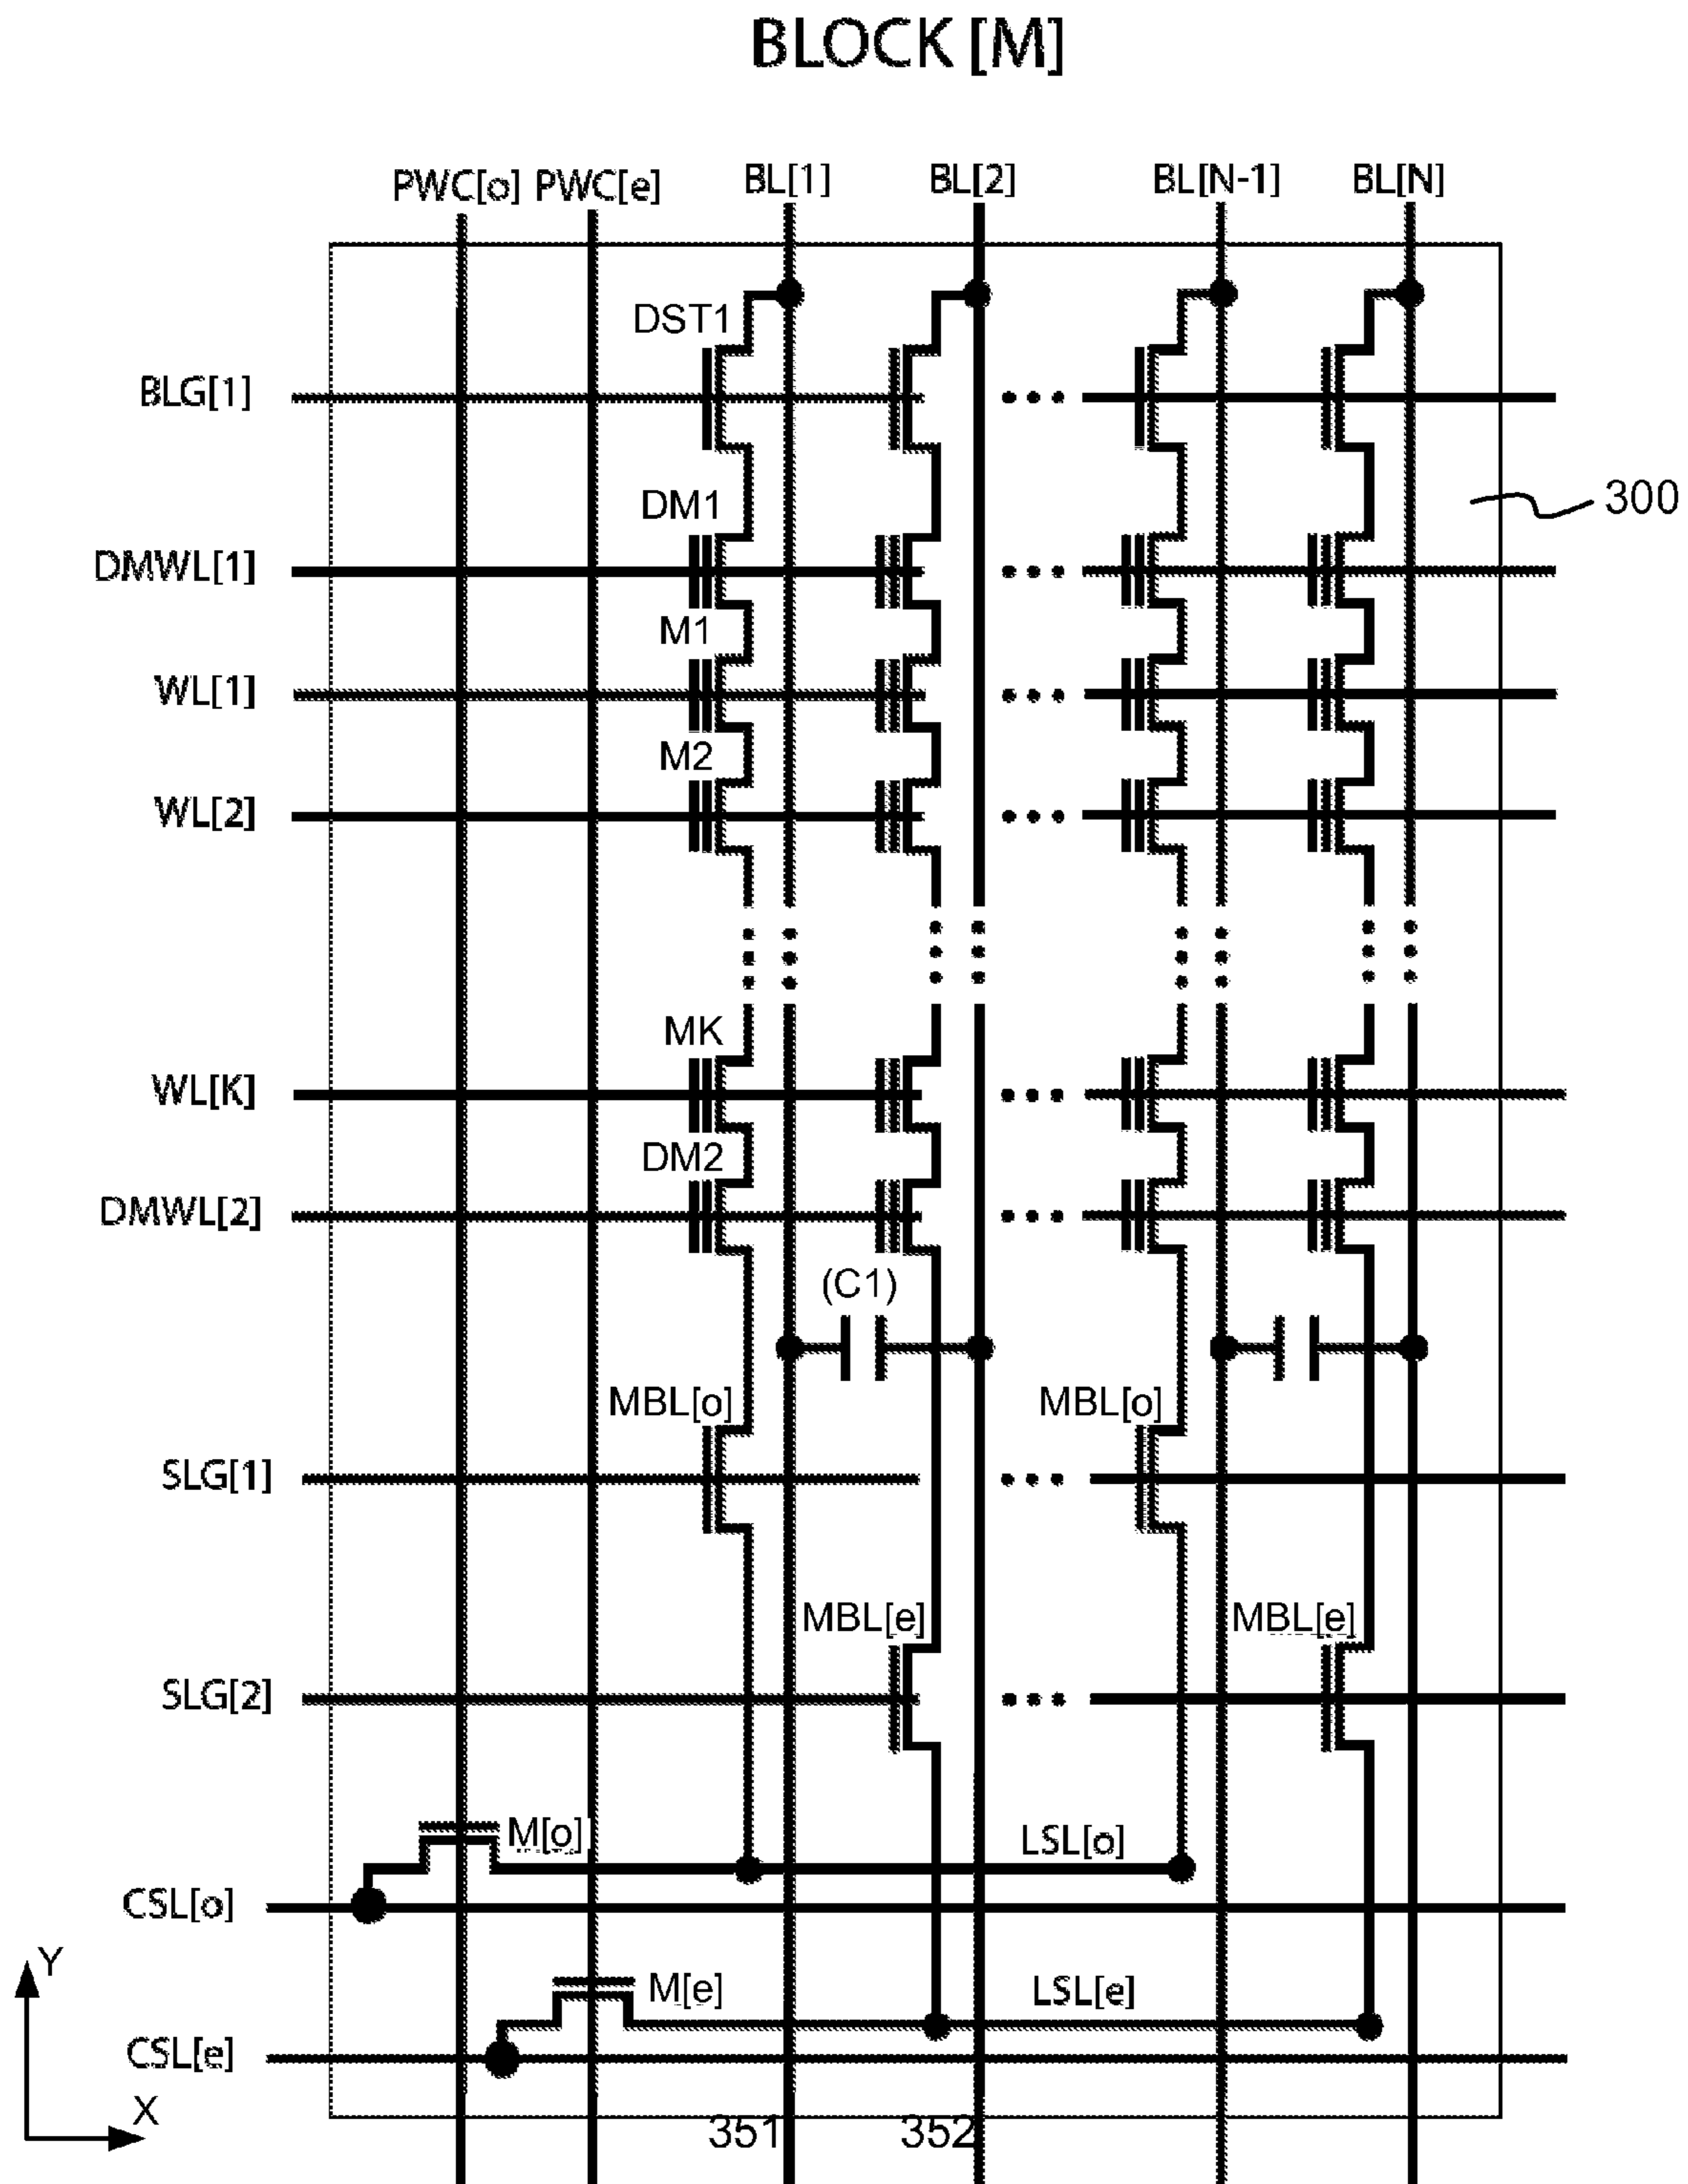 BLOCK [M]
PWC[o] PWC[e] BL[1] BL[2] BL[N-1] BL[N]
DST1
BLG[1]
300
DM1
DMWL[1]
M1
WL[1]
M2
WL[2]
MK
WL[K]
DM2
DMWL[2]
(C1)
MBL[o] MBL[o]
SLG[1]
MBL[e] MBL[e]
SLG[2]
M[o] LSL[o]
CSL[o]
Y
M[e] LSL[e]
CSL[e]
X
351 352